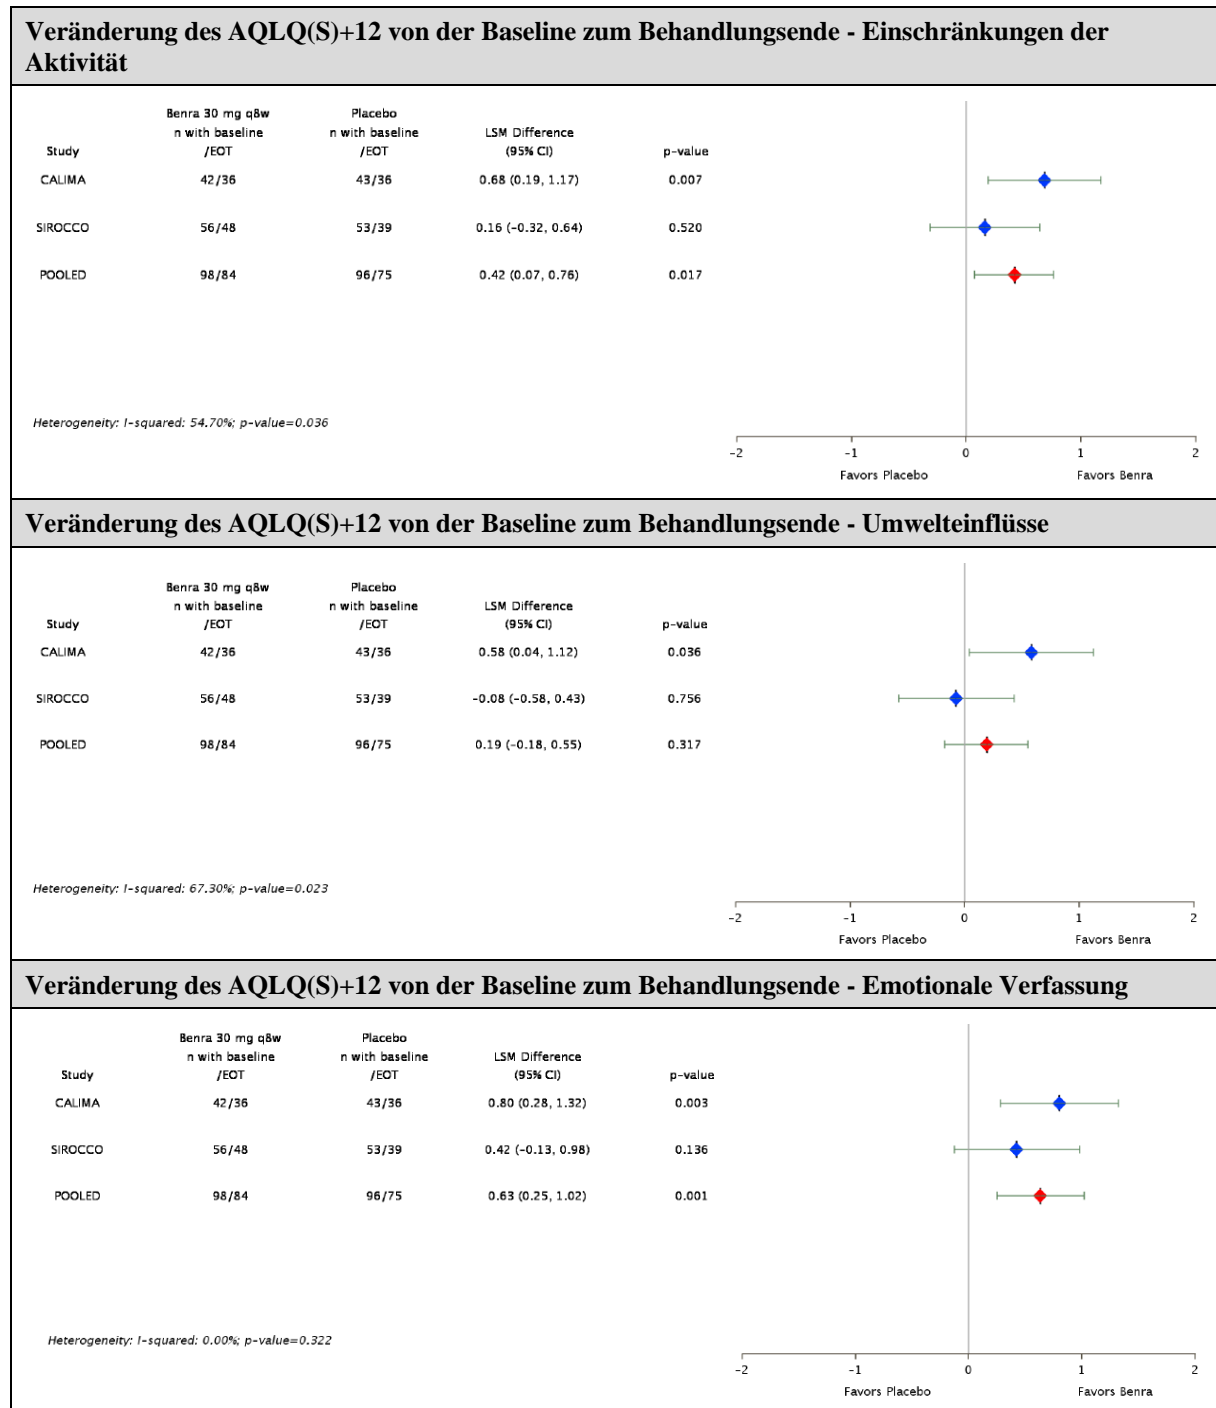 Veränderung des AQLQ(S)+12 von der Baseline zum Behandlungsende - Einschränkungen der
Aktivität
Benra 30 mg q8w Placebo
n with baseline n with baseline LSM Difference
Study /EOT /EOT (95% CI) p-value
CALIMA 42/36 43/36 0.68 (0.19, 1.17) 0.007
SIROCCO 56/48 53/39 0.16 (-0.32, 0.64) 0.520
POOLED 98/84 96/75 0.42 (0.07, 0.76) 0.017
Heterogeneity: I-squared: 54.70%; p-value=0.036
-2 -1 0 1 2
Favors Placebo Favors Benra
Veränderung des AQLQ(S)+12 von der Baseline zum Behandlungsende - Umwelteinflüsse
Benra 30 mg q8w Placebo
n with baseline n with baseline LSM Difference
Study /EOT /EOT (95% CI) p-value
CALIMA 42/36 43/36 0.58 (0.04, 1.12) 0.036
SIROCCO 56/48 53/39 -0.08 (-0.58, 0.43) 0.756
POOLED 98/84 96/75 0.19 (-0.18, 0.55) 0.317
Heterogeneity: I-squared: 67.30%; p-value=0.023
-2 -1 0 1 2
Favors Placebo Favors Benra
Veränderung des AQLQ(S)+12 von der Baseline zum Behandlungsende - Emotionale Verfassung
Benra 30 mg q8w Placebo
n with baseline n with baseline LSM Difference
Study /EOT /EOT (95% CI) p-value
CALIMA 42/36 43/36 0.80 (0.28, 1.32) 0.003
SIROCCO 56/48 53/39 0.42 (-0.13, 0.98) 0.136
POOLED 98/84 96/75 0.63 (0.25, 1.02) 0.001
Heterogeneity: I-squared: 0.00%; p-value=0.322
-2 -1 0 1 2
Favors Placebo Favors Benra